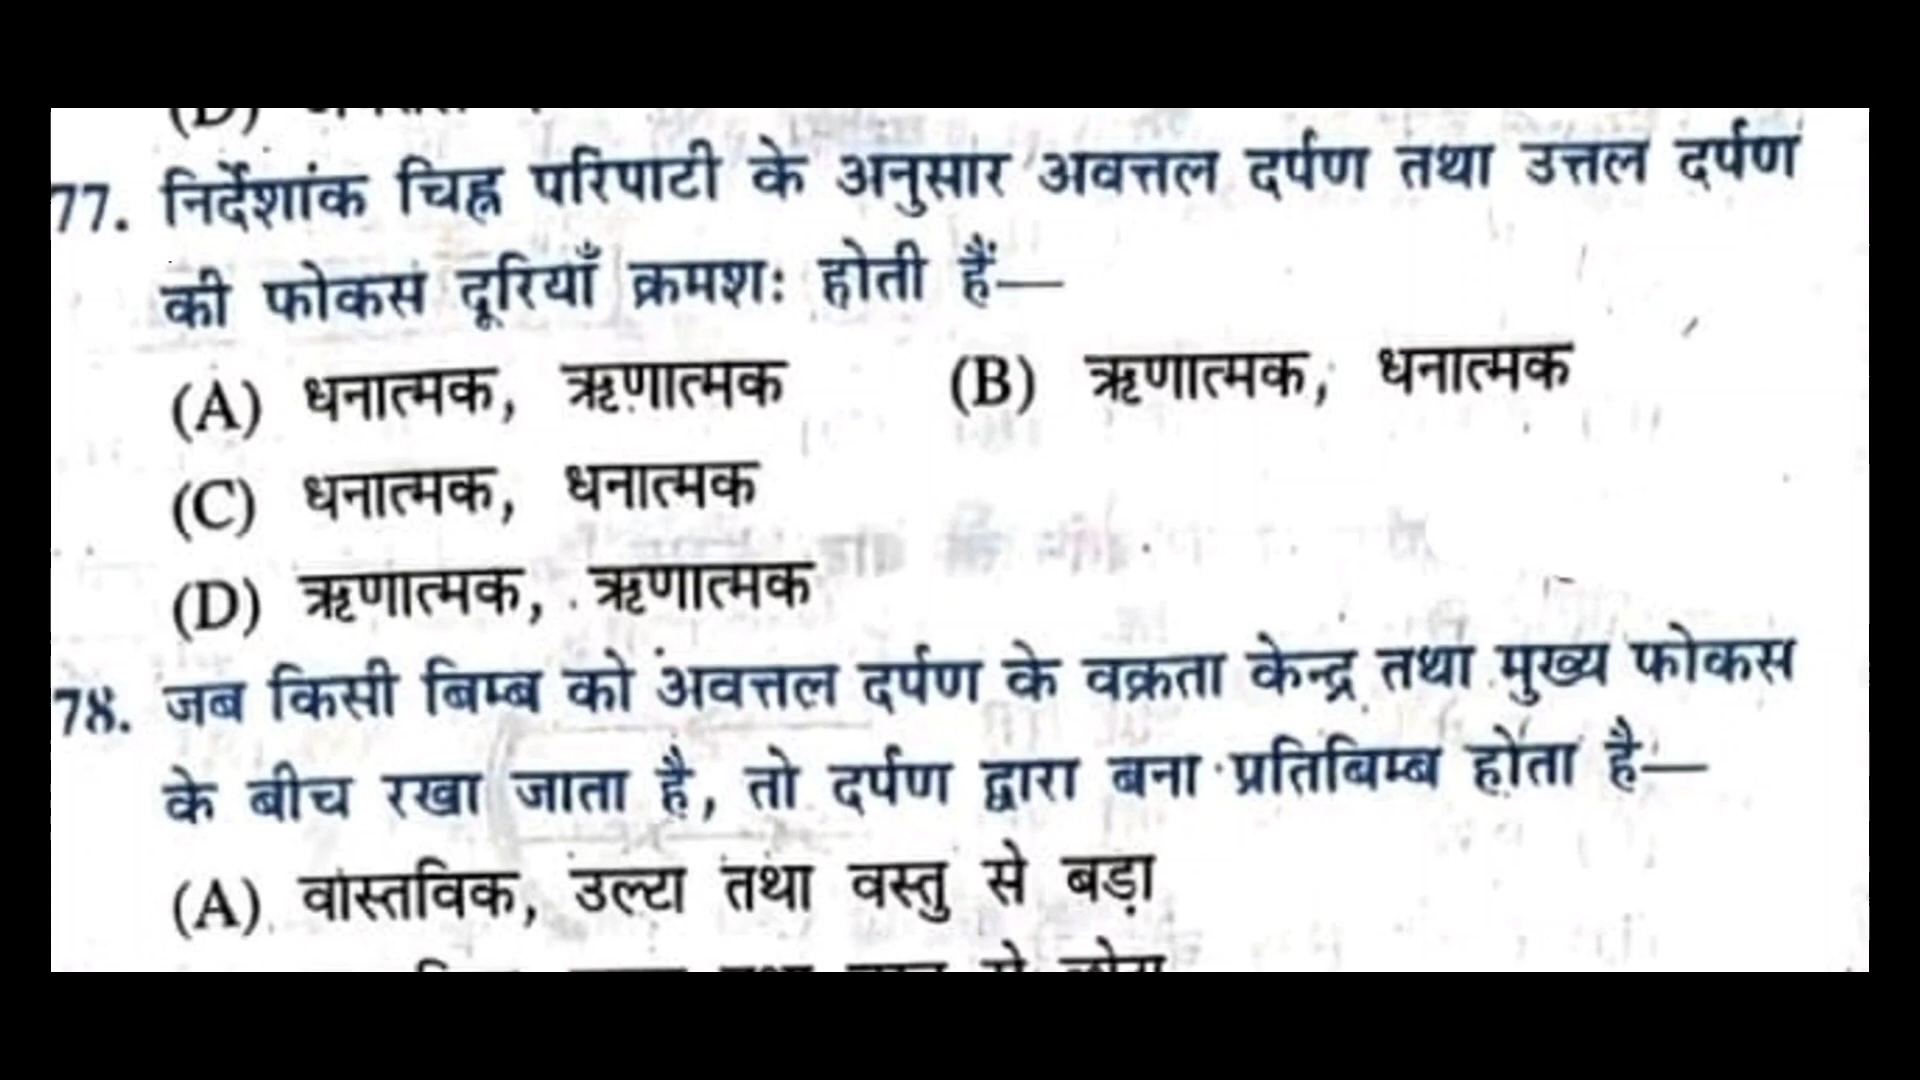 77. निर्देशांक चिह्न परिपाटी के अनुसार अवत्तल दर्पण तथा उत्तल दर्पण
की फोकस दूरियाँ क्रमशः होती हैं—
(A) धनात्मक, ऋणात्मक (B) ऋणात्मक, धनात्मक
(C) धनात्मक, धनात्मक
(D) ऋणात्मक, ऋणात्मक
78. जब किसी बिम्ब को अवत्तल दर्पण के वक्रता केन्द्र तथा मुख्य फोकस
के बीच रखा जाता है, तो दर्पण द्वारा बना प्रतिबिम्ब होता है—
(A) वास्तविक, उल्टा तथा वस्तु से बड़ा